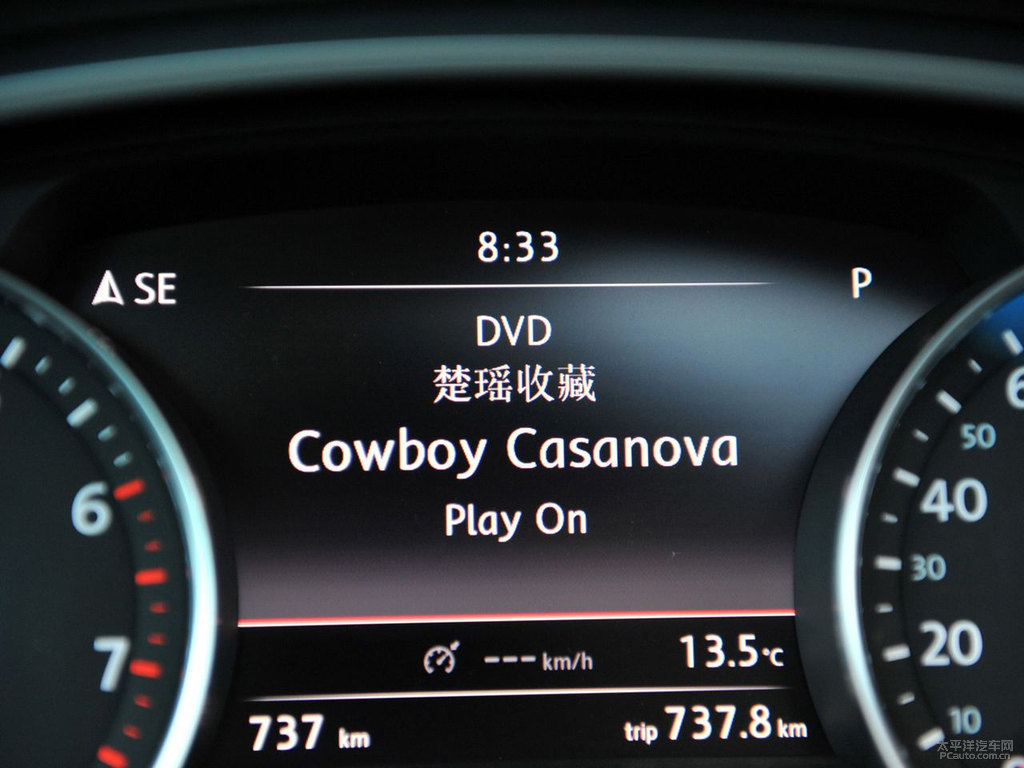 8:33
SE
P
DVD
楚瑶收藏
Cowboy Casanova
Play On
--- km/h
13.5 °C
737 km
trip 737.8 km
6
7
6
50
40
30
20
10
太平洋汽车网
PCauto.com.cn